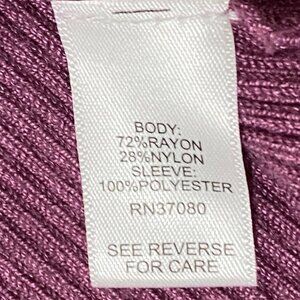 BODY:
72%RAYON
28%NYLON
SLEEVE:
100%POLYESTER
RN37080
SEE REVERSE
FOR CARE